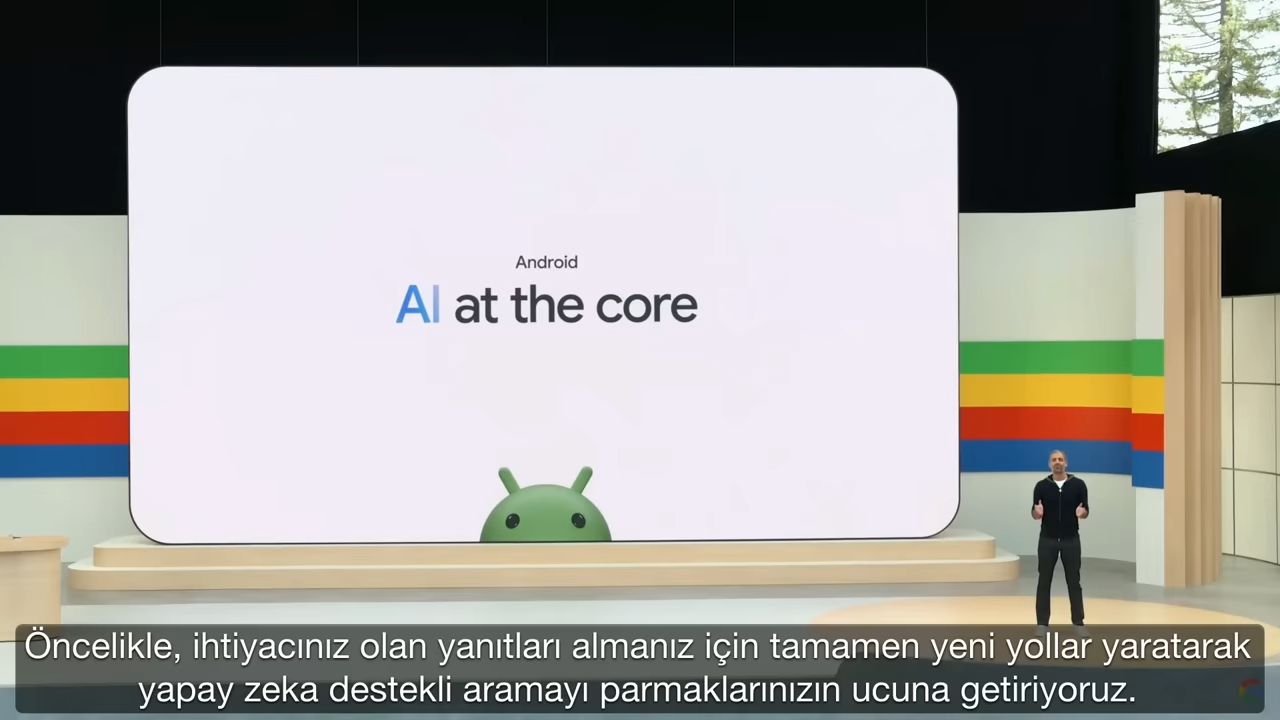 Android
AI at the core
Öncelikle, ihtiyacınız olan yanıtları almanız için tamamen yeni yollar yaratarak
yapay zeka destekli aramayı parmaklarınızın ucuna getiriyoruz.